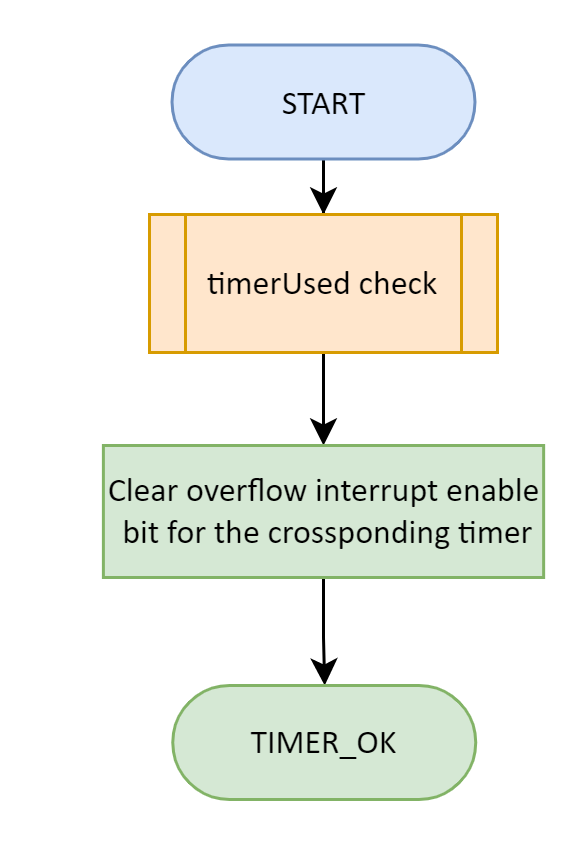 START
timerUsed check
Clear overflow interrupt enable
bit for the crossponding timer
TIMER_OK